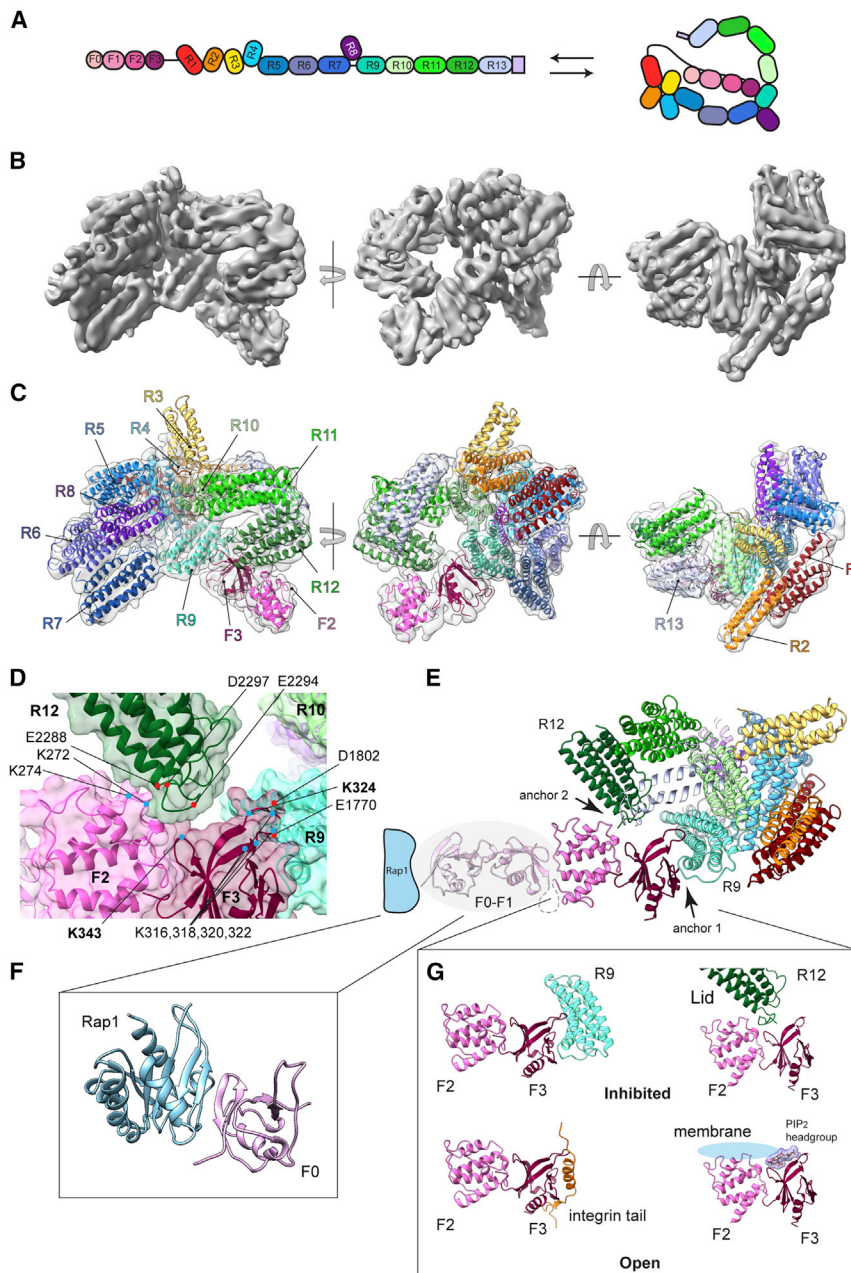 A
F0 F1 F2 F3 R1 R2 R3 R4 R5 R6 R7 R8 R9 R10 R11 R12 R13
B
C
R3
R5 R4 R10
R11
R8
R6
R12
R7 R9 F3 F2
R13
R2
D
D2297 E2294
R12
R10
E2288
K272
K274
D1802
K324
E1770
F2
F3
R9
K343
K316,318,320,322
E
R12
anchor 2
Rap1
F0-F1
R9
anchor 1
F
Rap1
F0
G
R9
Lid
R12
F2
F3
Inhibited
F2
F3
membrane
PIP2
headgroup
F2
F3
integrin tail
Open
F2
F3